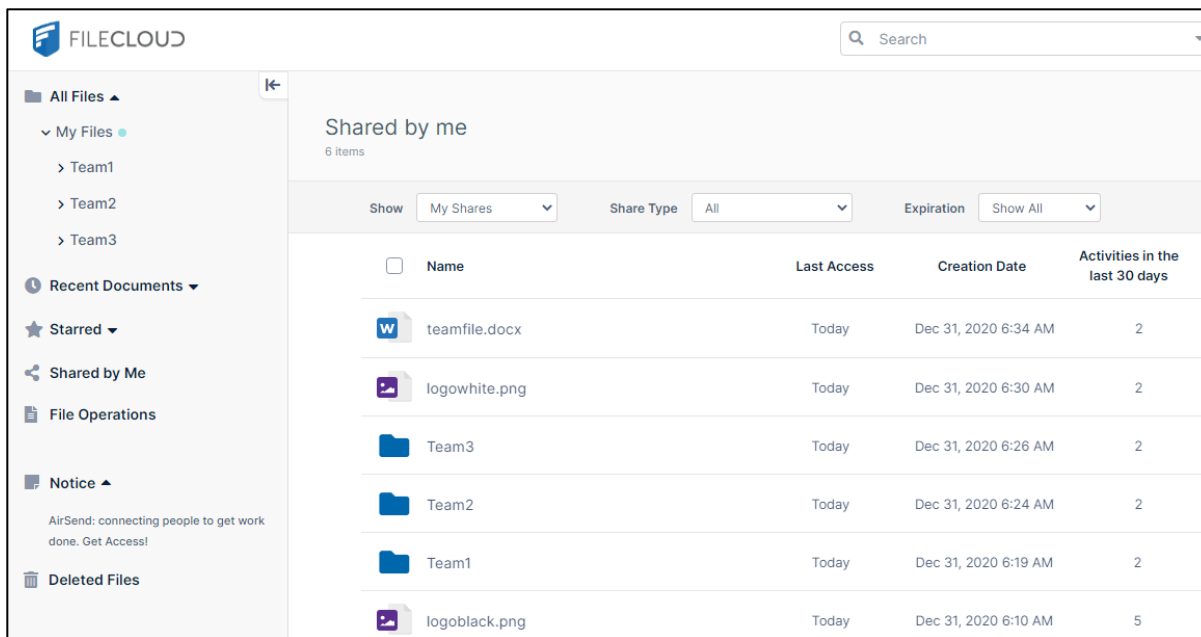 FILECLOUD
Search
All Files
My Files
Team1
Team2
Team3
Recent Documents
Starred
Shared by Me
File Operations
Notice
AirSend: connecting people to get work
done. Get Access!
Deleted Files
Shared by me
6 items
Show My Shares Share Type All Expiration Show All
Name Last Access Creation Date Activities in the
last 30 days
W teamfile.docx Today Dec 31, 2020 6:34 AM 2
logowhite.png Today Dec 31, 2020 6:30 AM 2
Team3 Today Dec 31, 2020 6:26 AM 2
Team2 Today Dec 31, 2020 6:24 AM 2
Team1 Today Dec 31, 2020 6:19 AM 2
logoblack.png Today Dec 31, 2020 6:10 AM 5